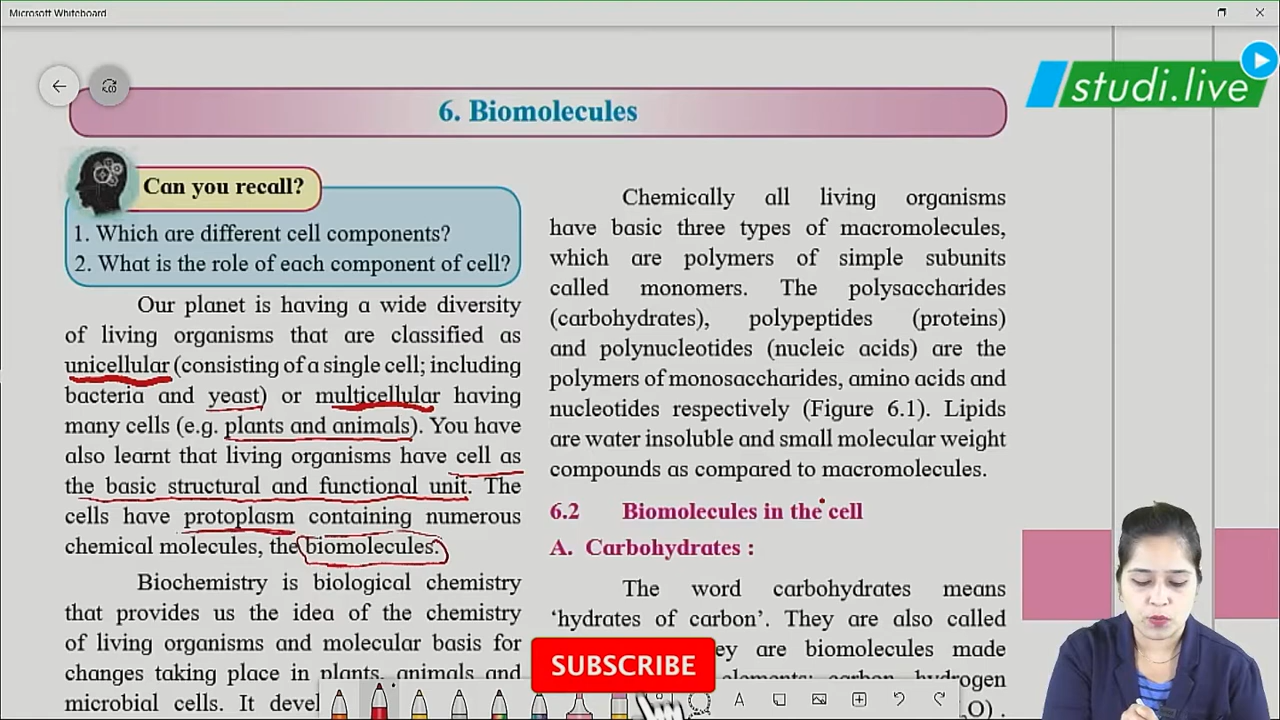 Microsoft Whiteboard
studi.live
6. Biomolecules
Can you recall?
1. Which are different cell components?
2. What is the role of each component of cell?
Our planet is having a wide diversity
of living organisms that are classified as
unicellular (consisting of a single cell; including
bacteria and yeast) or multicellular having
many cells (e.g. plants and animals). You have
also learnt that living organisms have cell as
the basic structural and functional unit. The
cells have protoplasm containing numerous
chemical molecules, the biomolecules.
Biochemistry is biological chemistry
that provides us the idea of the chemistry
of living organisms and molecular basis for
changes taking place in plants, animals and
microbial cells. It
Chemically all living organisms
have basic three types of macromolecules,
which are polymers of simple subunits
called monomers. The polysaccharides
(carbohydrates), polypeptides (proteins)
and polynucleotides (nucleic acids) are the
polymers of monosaccharides, amino acids and
nucleotides respectively (Figure 6.1). Lipids
are water insoluble and small molecular weight
compounds as compared to macromolecules.
6.2 Biomolecules in the cell
A. Carbohydrates :
The word carbohydrates means
‘hydrates of carbon’. They are also called
are biomolecules made
elements: carbon, hydrogen
SUBSCRIBE